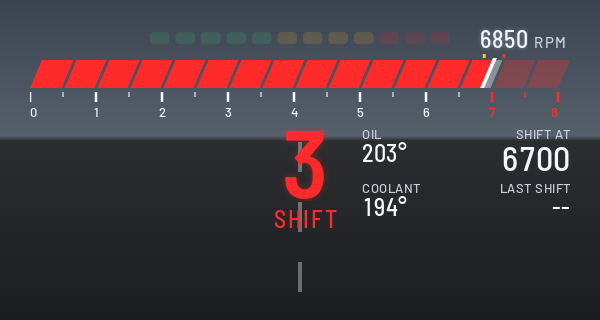 6850 RPM
0 1 2 3 4 5 6 7 8
3
SHIFT
OIL
203°
COOLANT
194°
SHIFT AT
6700
LAST SHIFT
--